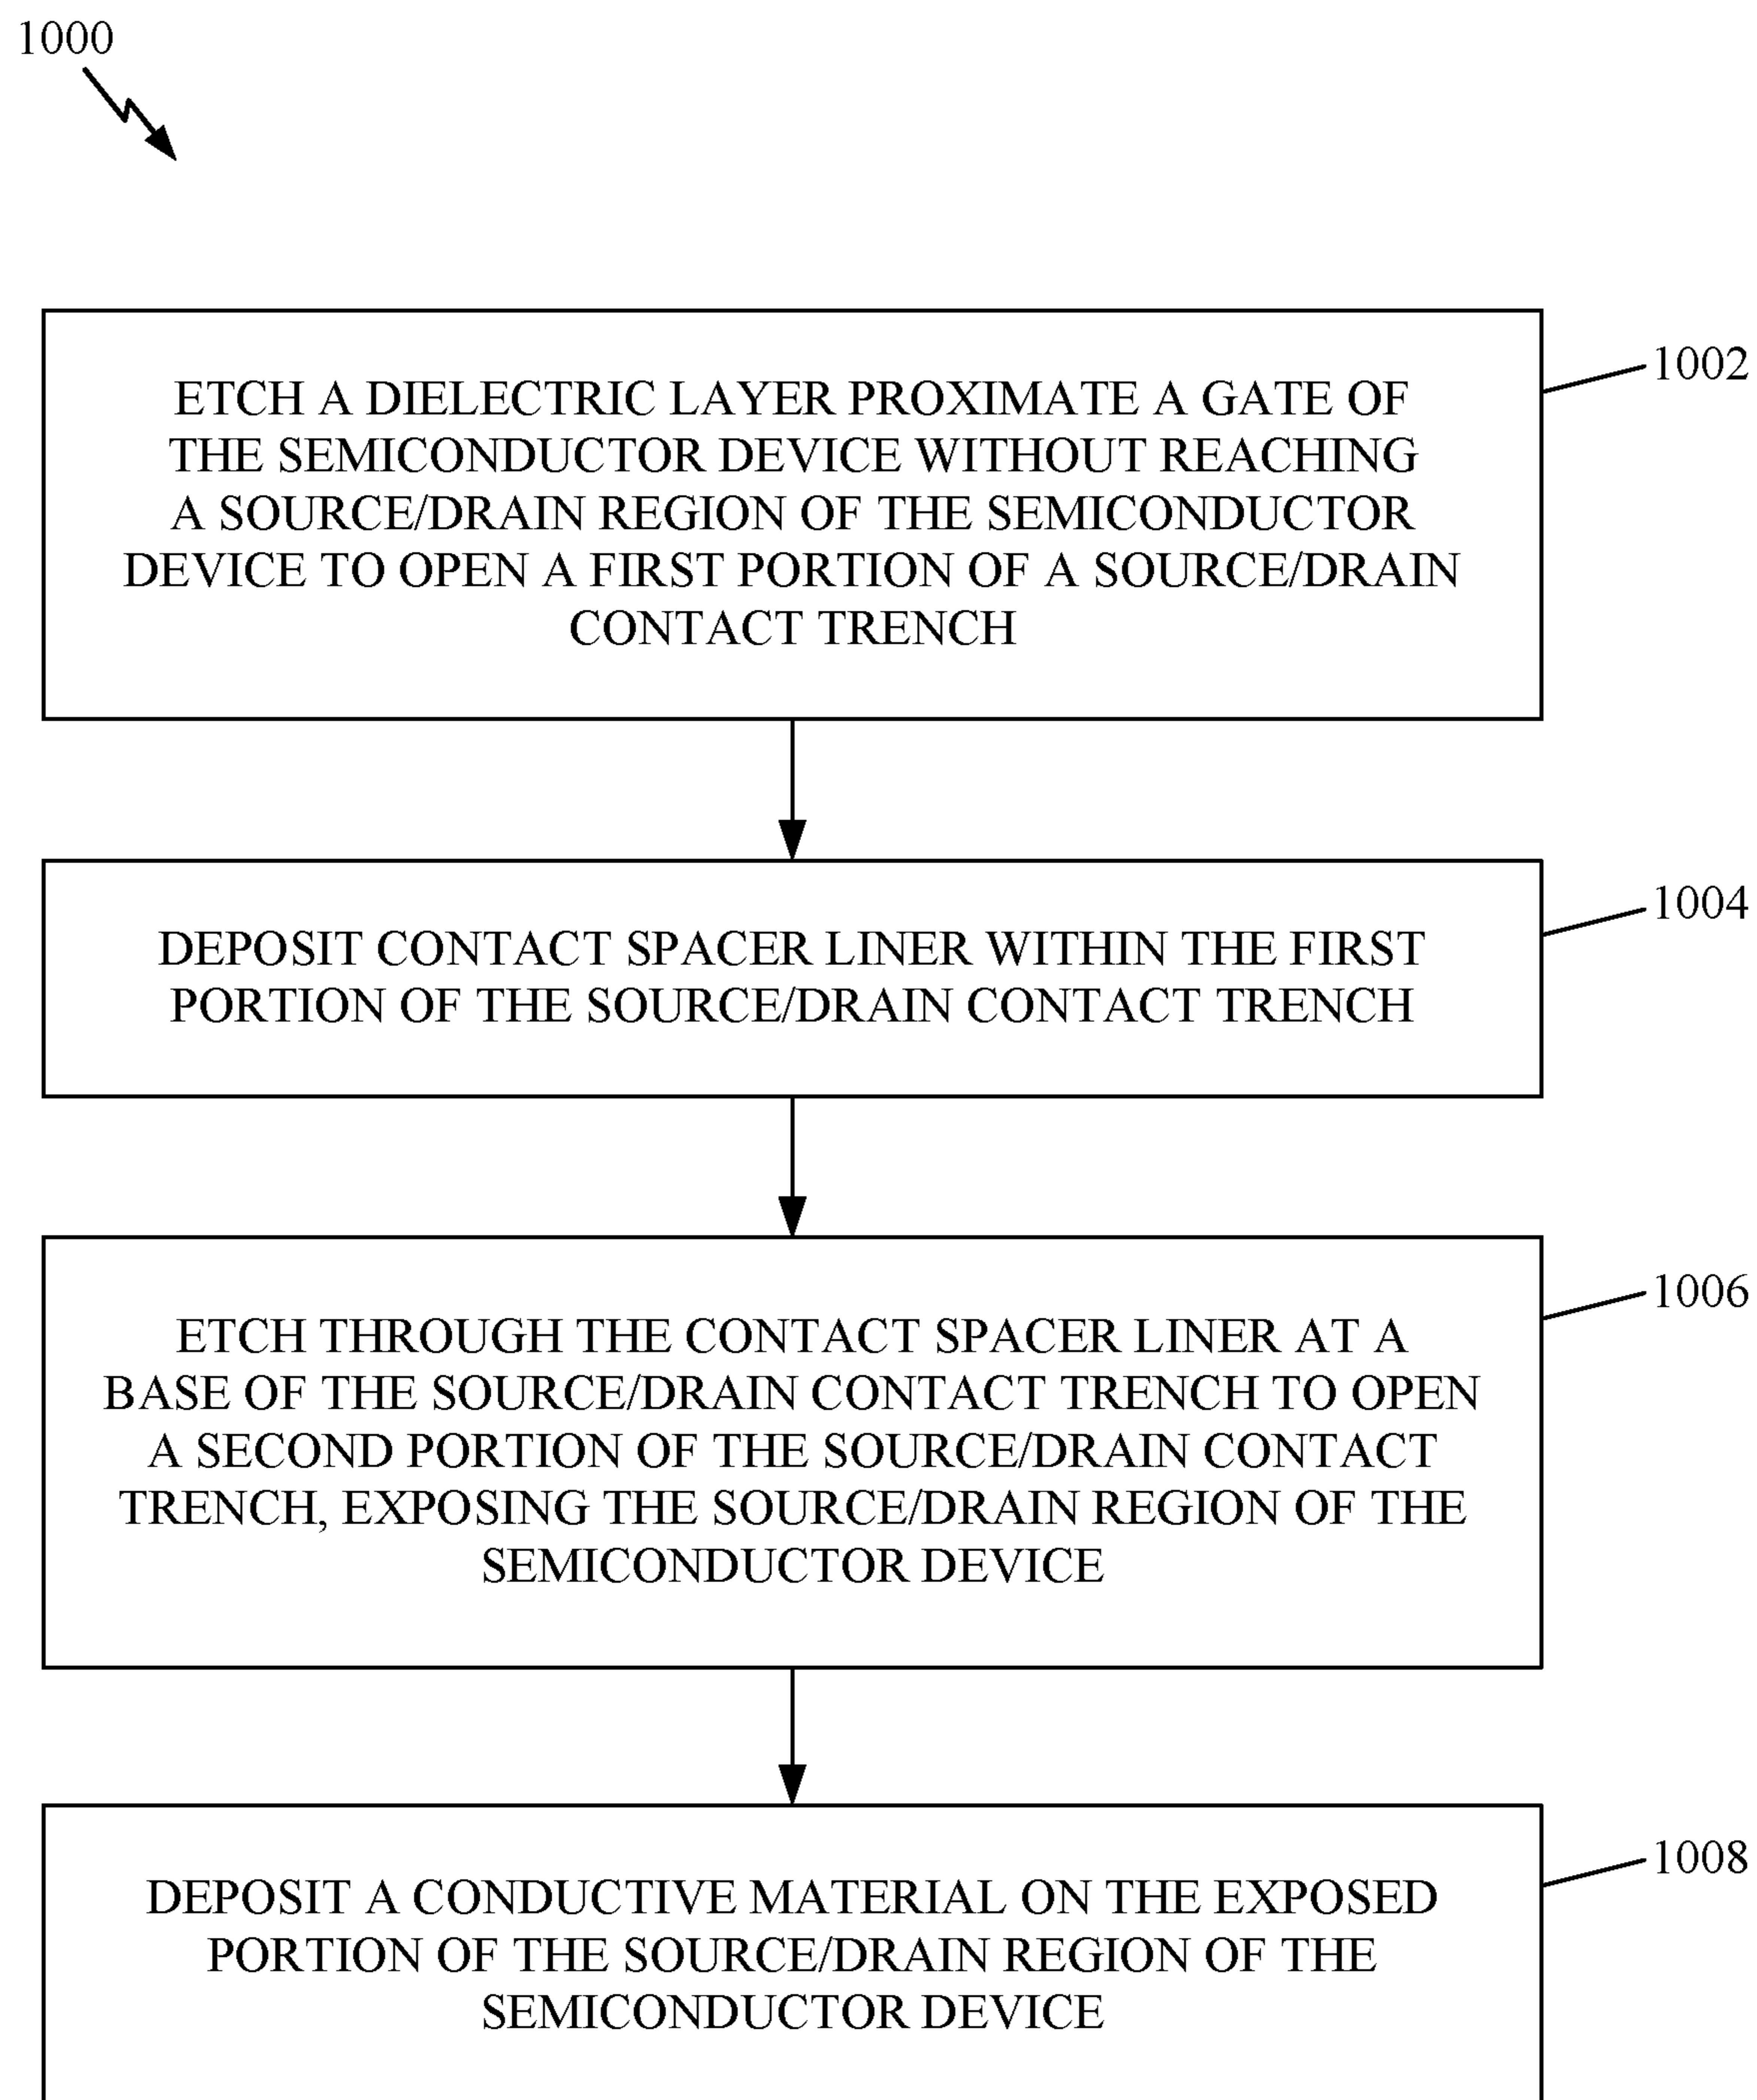 1000
ETCH A DIELECTRIC LAYER PROXIMATE A GATE OF
THE SEMICONDUCTOR DEVICE WITHOUT REACHING
A SOURCE/DRAIN REGION OF THE SEMICONDUCTOR
DEVICE TO OPEN A FIRST PORTION OF A SOURCE/DRAIN
CONTACT TRENCH
1002
DEPOSIT CONTACT SPACER LINER WITHIN THE FIRST
PORTION OF THE SOURCE/DRAIN CONTACT TRENCH
1004
ETCH THROUGH THE CONTACT SPACER LINER AT A
BASE OF THE SOURCE/DRAIN CONTACT TRENCH TO OPEN
A SECOND PORTION OF THE SOURCE/DRAIN CONTACT
TRENCH, EXPOSING THE SOURCE/DRAIN REGION OF THE
SEMICONDUCTOR DEVICE
1006
DEPOSIT A CONDUCTIVE MATERIAL ON THE EXPOSED
PORTION OF THE SOURCE/DRAIN REGION OF THE
SEMICONDUCTOR DEVICE
1008